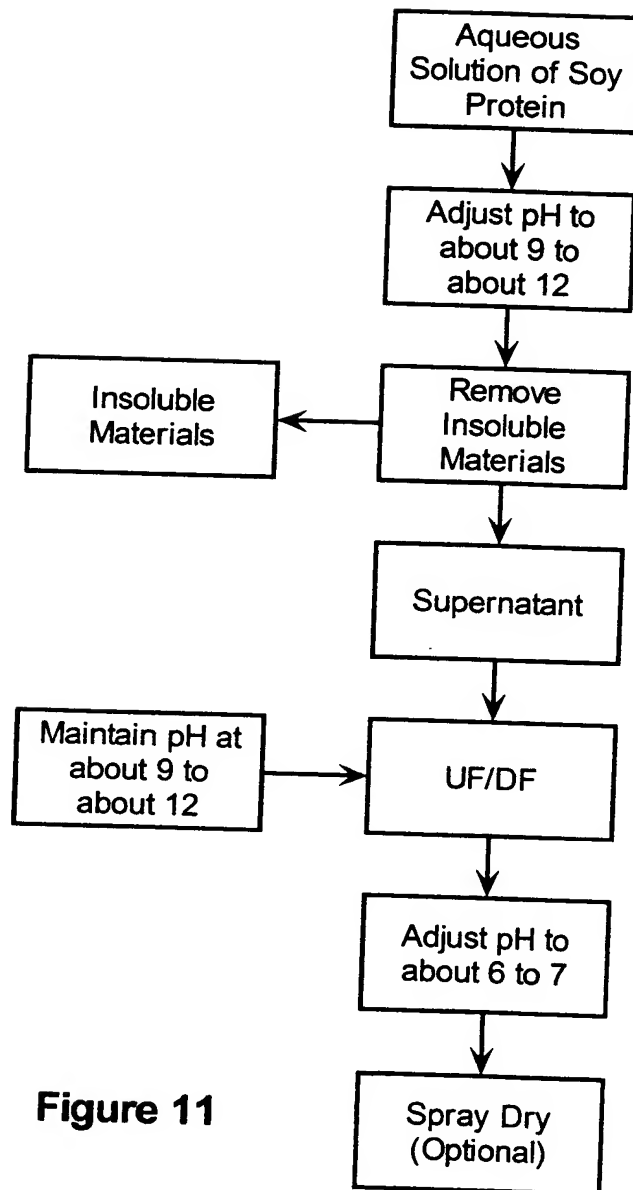 Aqueous
Solution of Soy
Protein
Adjust pH to
about 9 to
about 12
Insoluble
Materials
Remove
Insoluble
Materials
Supernatant
Maintain pH at
about 9 to
about 12
UF/DF
Adjust pH to
about 6 to 7
Figure 11
Spray Dry
(Optional)